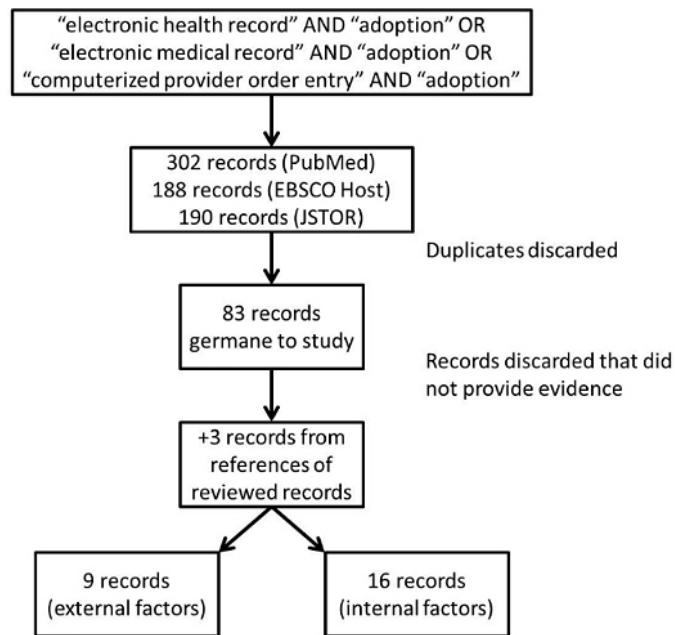 “electronic health record” AND “adoption” OR
“electronic medical record” AND “adoption” OR
“computerized provider order entry” AND “adoption”
302 records (PubMed)
188 records (EBSCO Host)
190 records (JSTOR)
Duplicates discarded
83 records
germane to study
Records discarded that did
not provide evidence
+3 records from
references of
reviewed records
9 records
(external factors)
16 records
(internal factors)